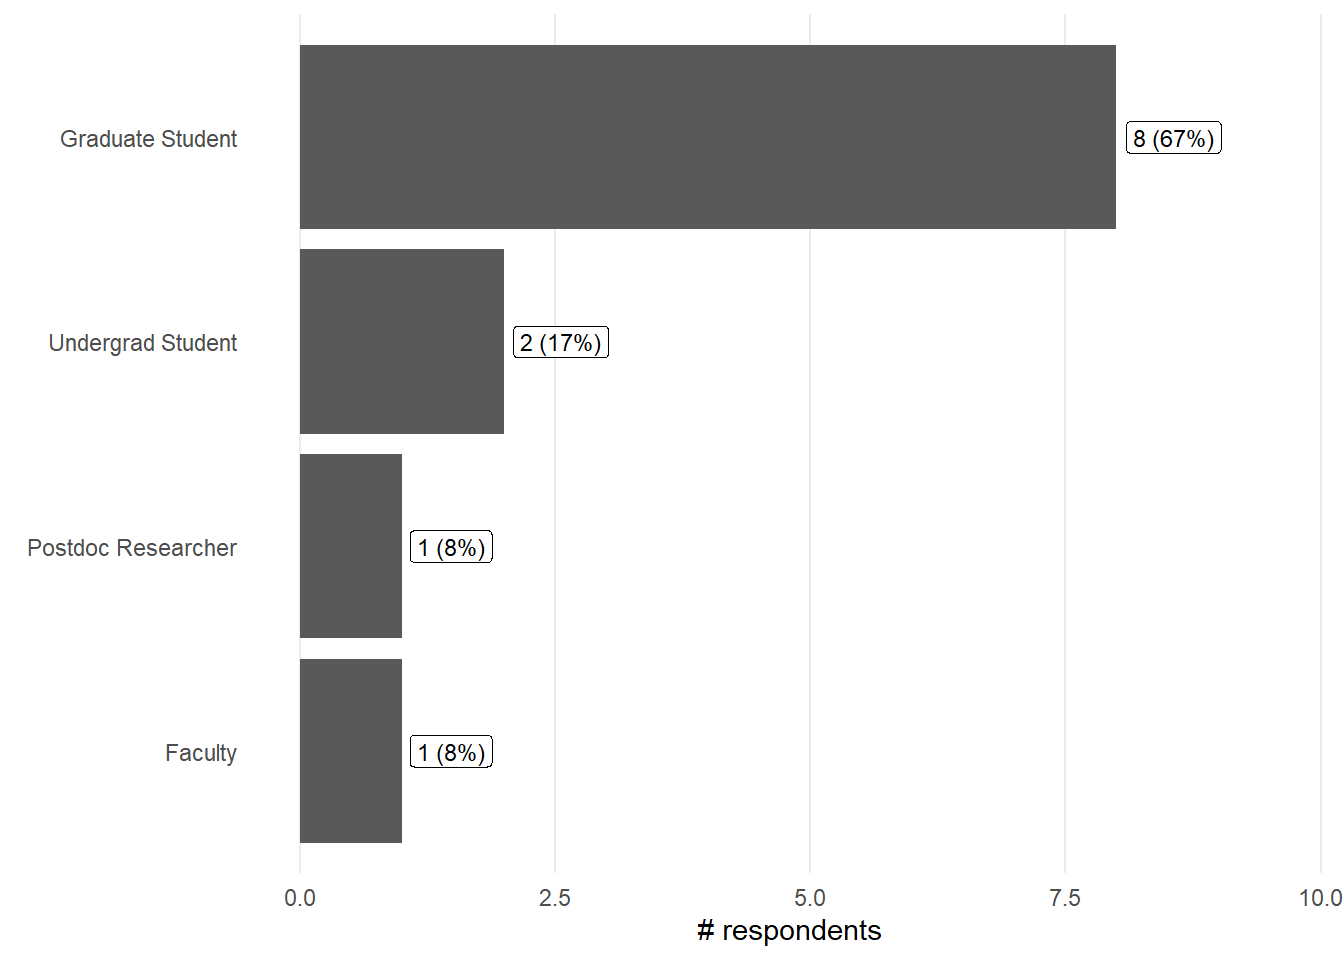 Graduate Student
8 (67%)
Undergrad Student
2 (17%)
Postdoc Researcher
1 (8%)
Faculty
1 (8%)
0.0
2.5
5.0
7.5
10.0
# respondents